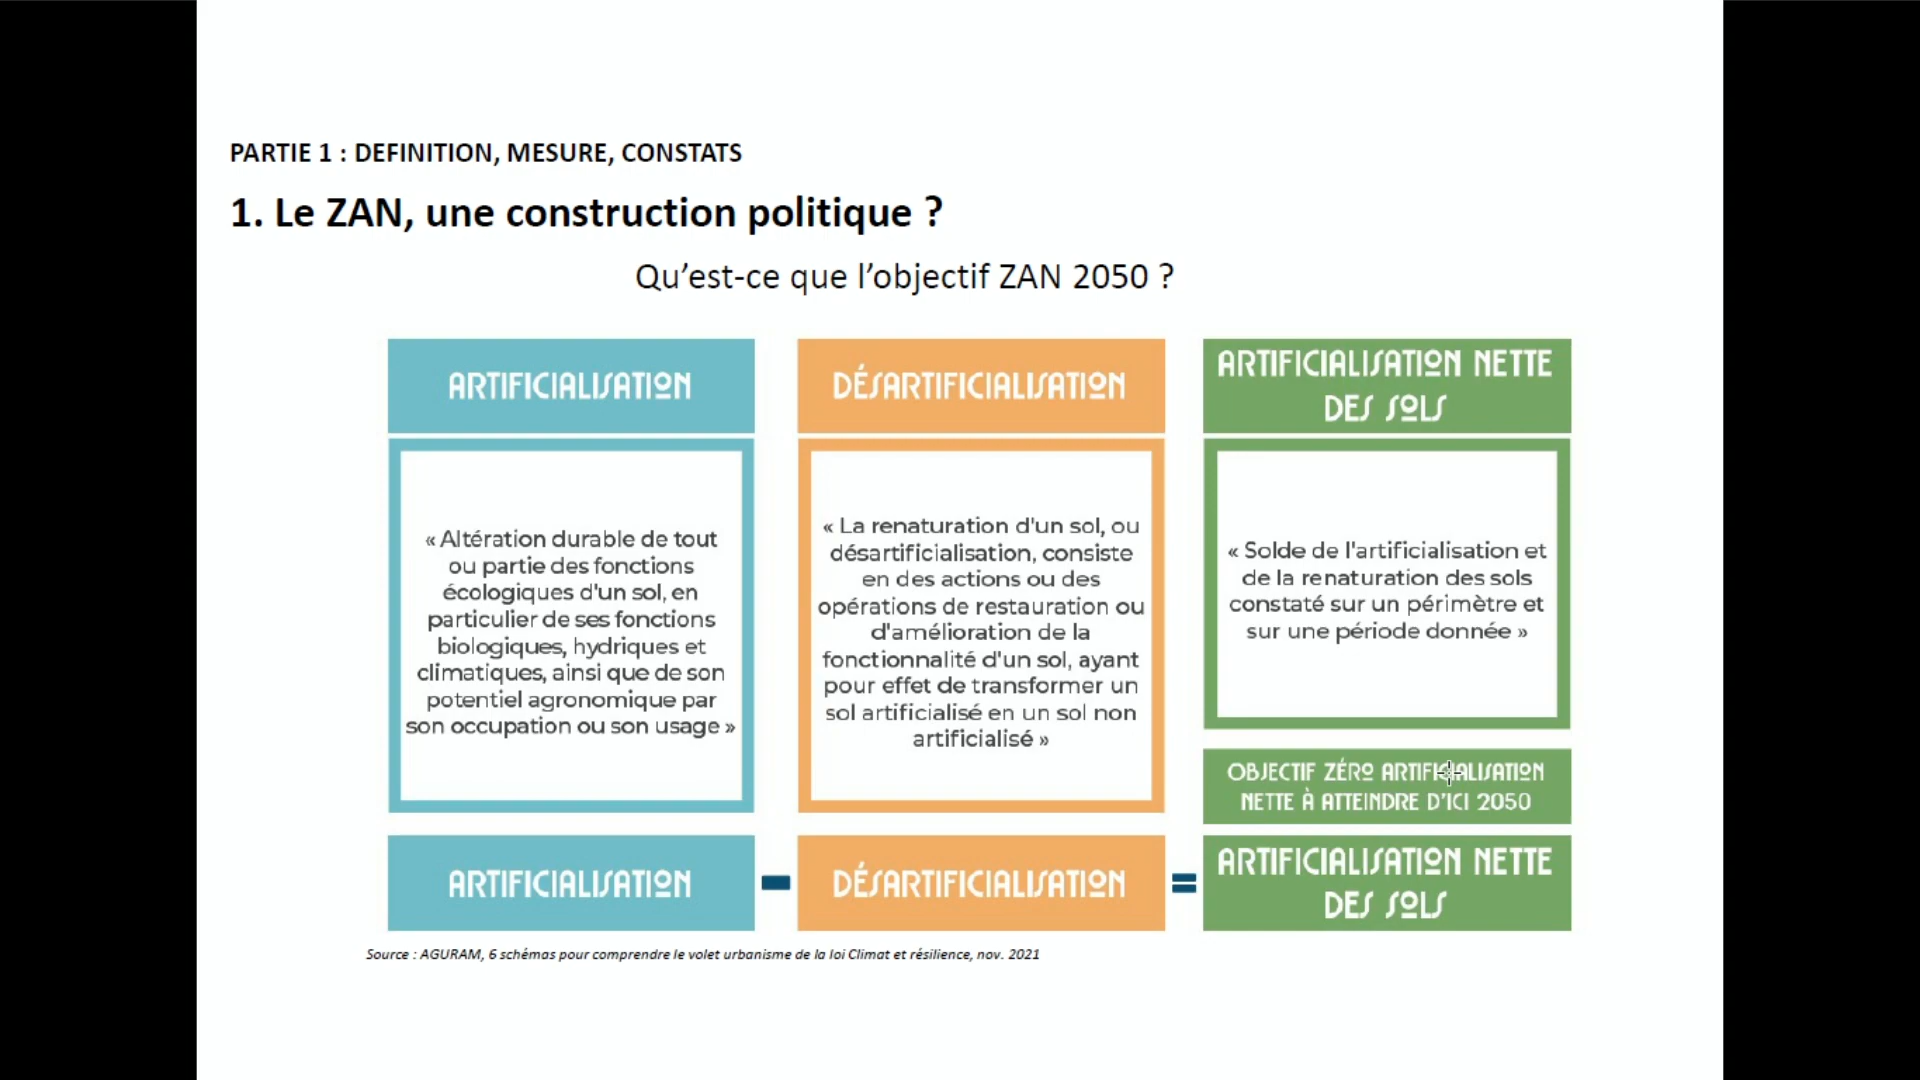 PARTIE 1 : DEFINITION, MESURE, CONSTATS
1. Le ZAN, une construction politique ?
Qu’est-ce que l’objectif ZAN 2050 ?
ARTIFICIALISATION
« Altération durable de tout
ou partie des fonctions
écologiques d'un sol, en
particulier de ses fonctions
biologiques, hydriques et
climatiques, ainsi que de son
potentiel agronomique par
son occupation ou son usage »
DÉSARTIFICIALISATION
« La renaturation d'un sol, ou
désartificialisation, consiste
en des actions ou des
opérations de restauration ou
d'amélioration de la
fonctionnalité d'un sol, ayant
pour effet de transformer un
sol artificialisé en un sol non
artificialisé »
ARTIFICIALISATION NETTE
DES SOLS
« Solde de l'artificialisation et
de la renaturation des sols
constaté sur un périmètre et
sur une période donnée »
OBJECTIF ZÉRO ARTIFICIALISATION
NETTE À ATTEINDRE D'ICI 2050
ARTIFICIALISATION - DÉSARTIFICIALISATION = ARTIFICIALISATION NETTE
DES SOLS
Source : AGURAM, 6 schémas pour comprendre le volet urbanisme de la loi Climat et résilience, nov. 2021